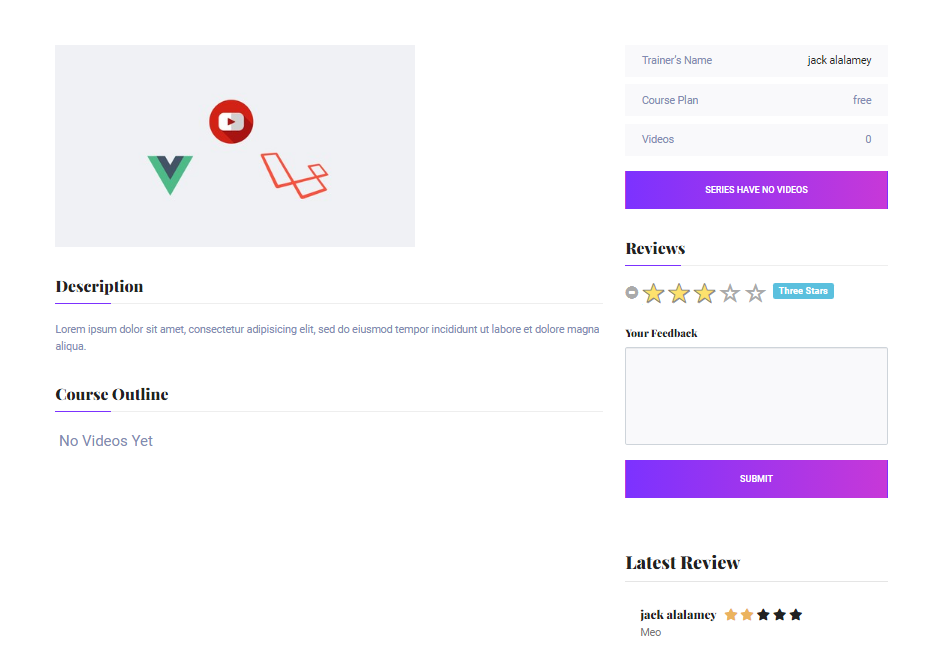 Description
Lorem ipsum dolor sit amet, consectetur adipisicing elit, sed do eiusmod tempor incididunt ut labore et dolore magna
aliqua.
Course Outline
No Videos Yet
Trainer's Name jack alalamey
Course Plan free
Videos 0
SERIES HAVE NO VIDEOS
Reviews
Three Stars
Your Feedback
SUBMIT
Latest Review
jack alalamey
Meo